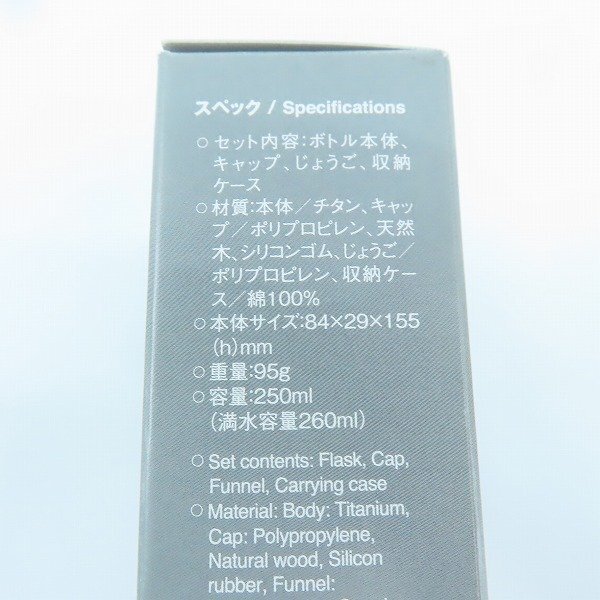 スペック / Specifications
○ セット内容:ボトル本体、
キャップ、じょうご、収納
ケース
○ 材質:本体／チタン、キャッ
プ／ポリプロピレン、天然
木、シリコンゴム、じょうご／
ポリプロピレン、収納ケー
ス／綿100%
○ 本体サイズ:84×29×155
(h)mm
○ 重量:95g
○ 容量:250ml
(満水容量260ml)
○ Set contents: Flask, Cap,
Funnel, Carrying case
○ Material: Body: Titanium,
Cap: Polypropylene,
Natural wood, Silicon
rubber, Funnel: